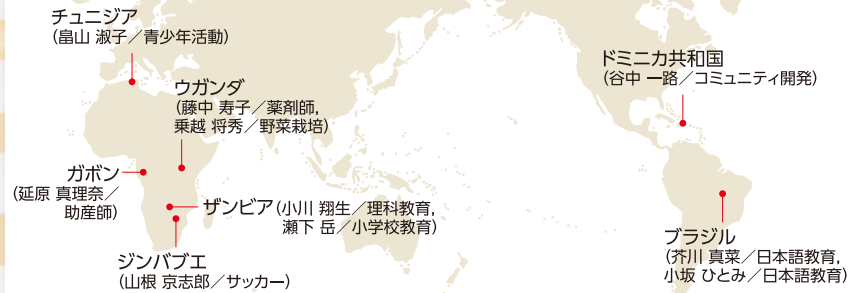 チュニジア
（畠山 淑子／青少年活動）
ウガンダ
（藤中 寿子／薬剤師，
乗越 将秀／野菜栽培）
ガボン
（延原 真理奈／
助産師）
ザンビア（小川 翔生／理科教育，
瀬下 岳／小学校教育）
ジンバブエ
（山根 京志郎／サッカー）
ドミニカ共和国
（谷中 一路／コミュニティ開発）
ブラジル
（芥川 真菜／日本語教育，
小坂 ひとみ／日本語教育）